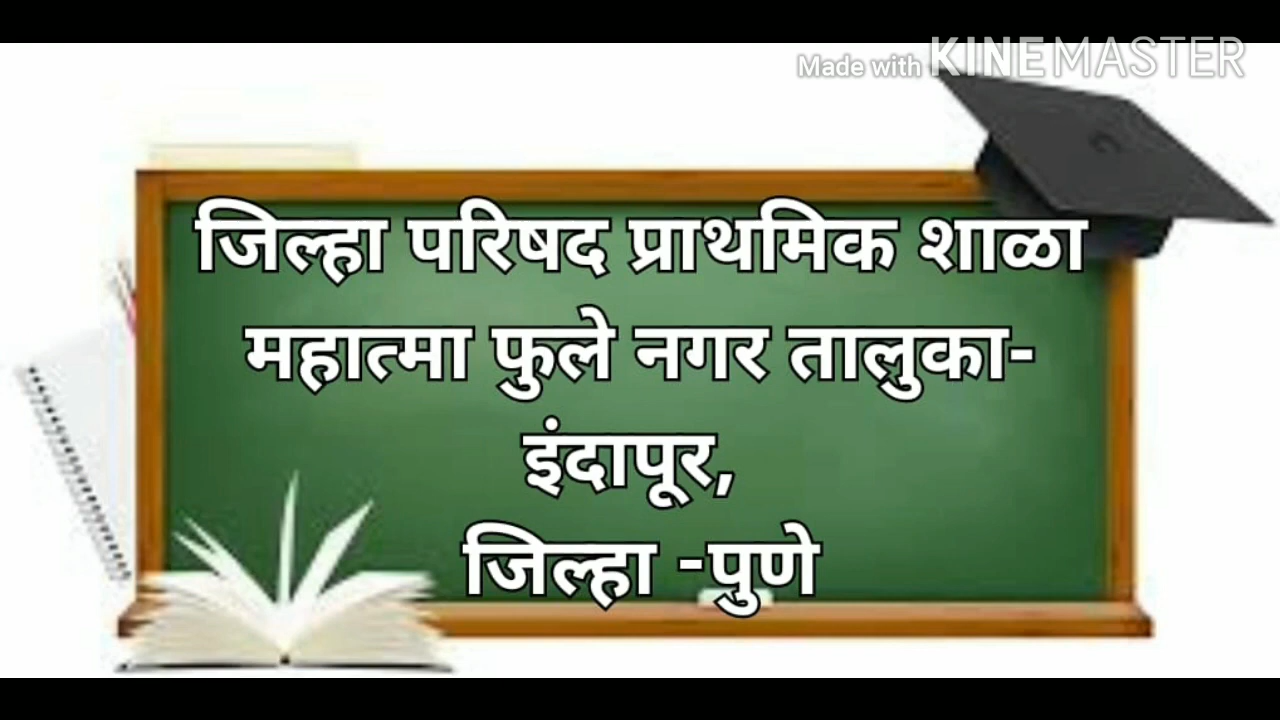 Made with KINEMASTER
जिल्हा परिषद प्राथमिक शाळा
महात्मा फुले नगर तालुका-
इंदापूर,
जिल्हा -पुणे